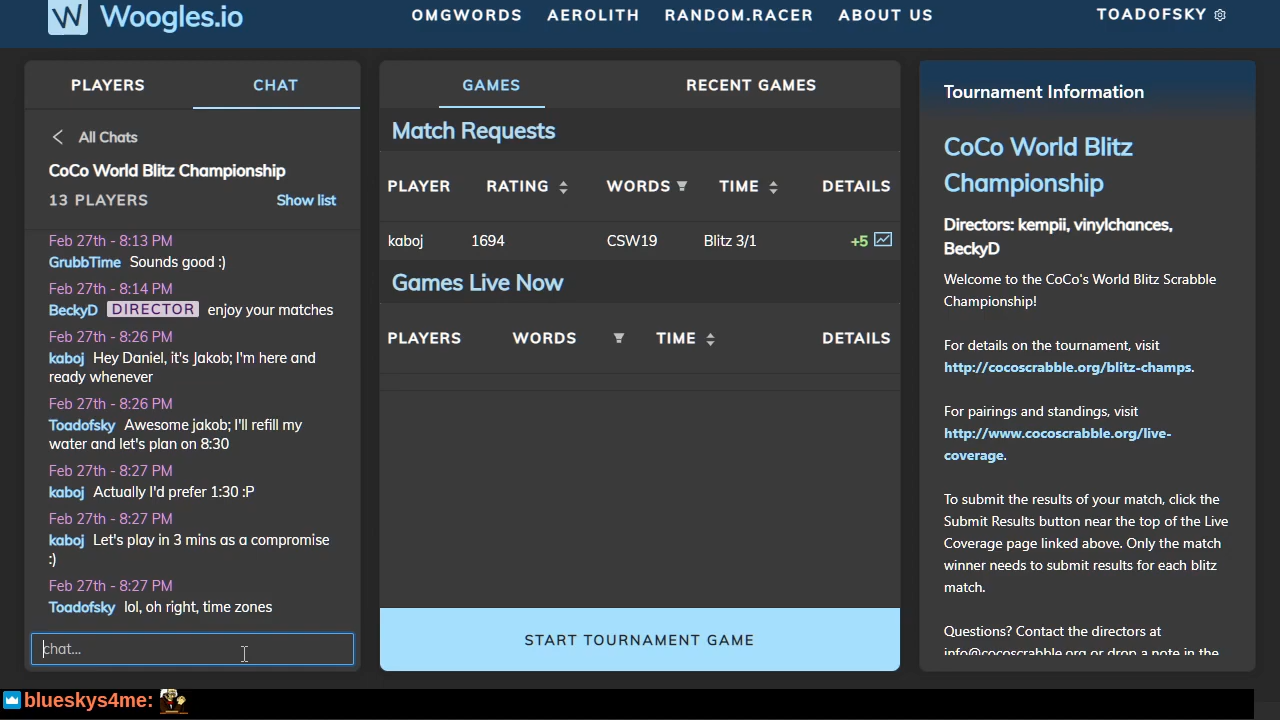 W Woogles.io
OMGWORDS AEROLITH RANDOM.RACER ABOUT US
TOADOFSKY
PLAYERS CHAT
All Chats
CoCo World Blitz Championship
13 PLAYERS Show list
Feb 27th - 8:13 PM
GrubbTime Sounds good :)
Feb 27th - 8:14 PM
BeckyD DIRECTOR enjoy your matches
Feb 27th - 8:26 PM
kaboj Hey Daniel, it's Jakob; I'm here and
ready whenever
Feb 27th - 8:26 PM
Toadofsky Awesome jakob; I'll refill my
water and let's plan on 8:30
Feb 27th - 8:27 PM
kaboj Actually I'd prefer 1:30 :P
Feb 27th - 8:27 PM
kaboj Let's play in 3 mins as a compromise
:)
Feb 27th - 8:27 PM
Toadofsky lol, oh right, time zones
chat...
GAMES RECENT GAMES
Match Requests
PLAYER RATING WORDS TIME DETAILS
kaboj 1694 CSW19 Blitz 3/1 +5
Games Live Now
PLAYERS WORDS TIME DETAILS
START TOURNAMENT GAME
Tournament Information
CoCo World Blitz
Championship
Directors: kempii, vinylchances,
BeckyD
Welcome to the CoCo's World Blitz Scrabble
Championship!
For details on the tournament, visit
http://cocoscrabble.org/blitz-champs.
For pairings and standings, visit
http://www.cocoscrabble.org/live-
coverage.
To submit the results of your match, click the
Submit Results button near the top of the Live
Coverage page linked above. Only the match
winner needs to submit results for each blitz
match.
Questions? Contact the directors at
info@cocoscrabble.org or drop a note in the
blueskys4me: